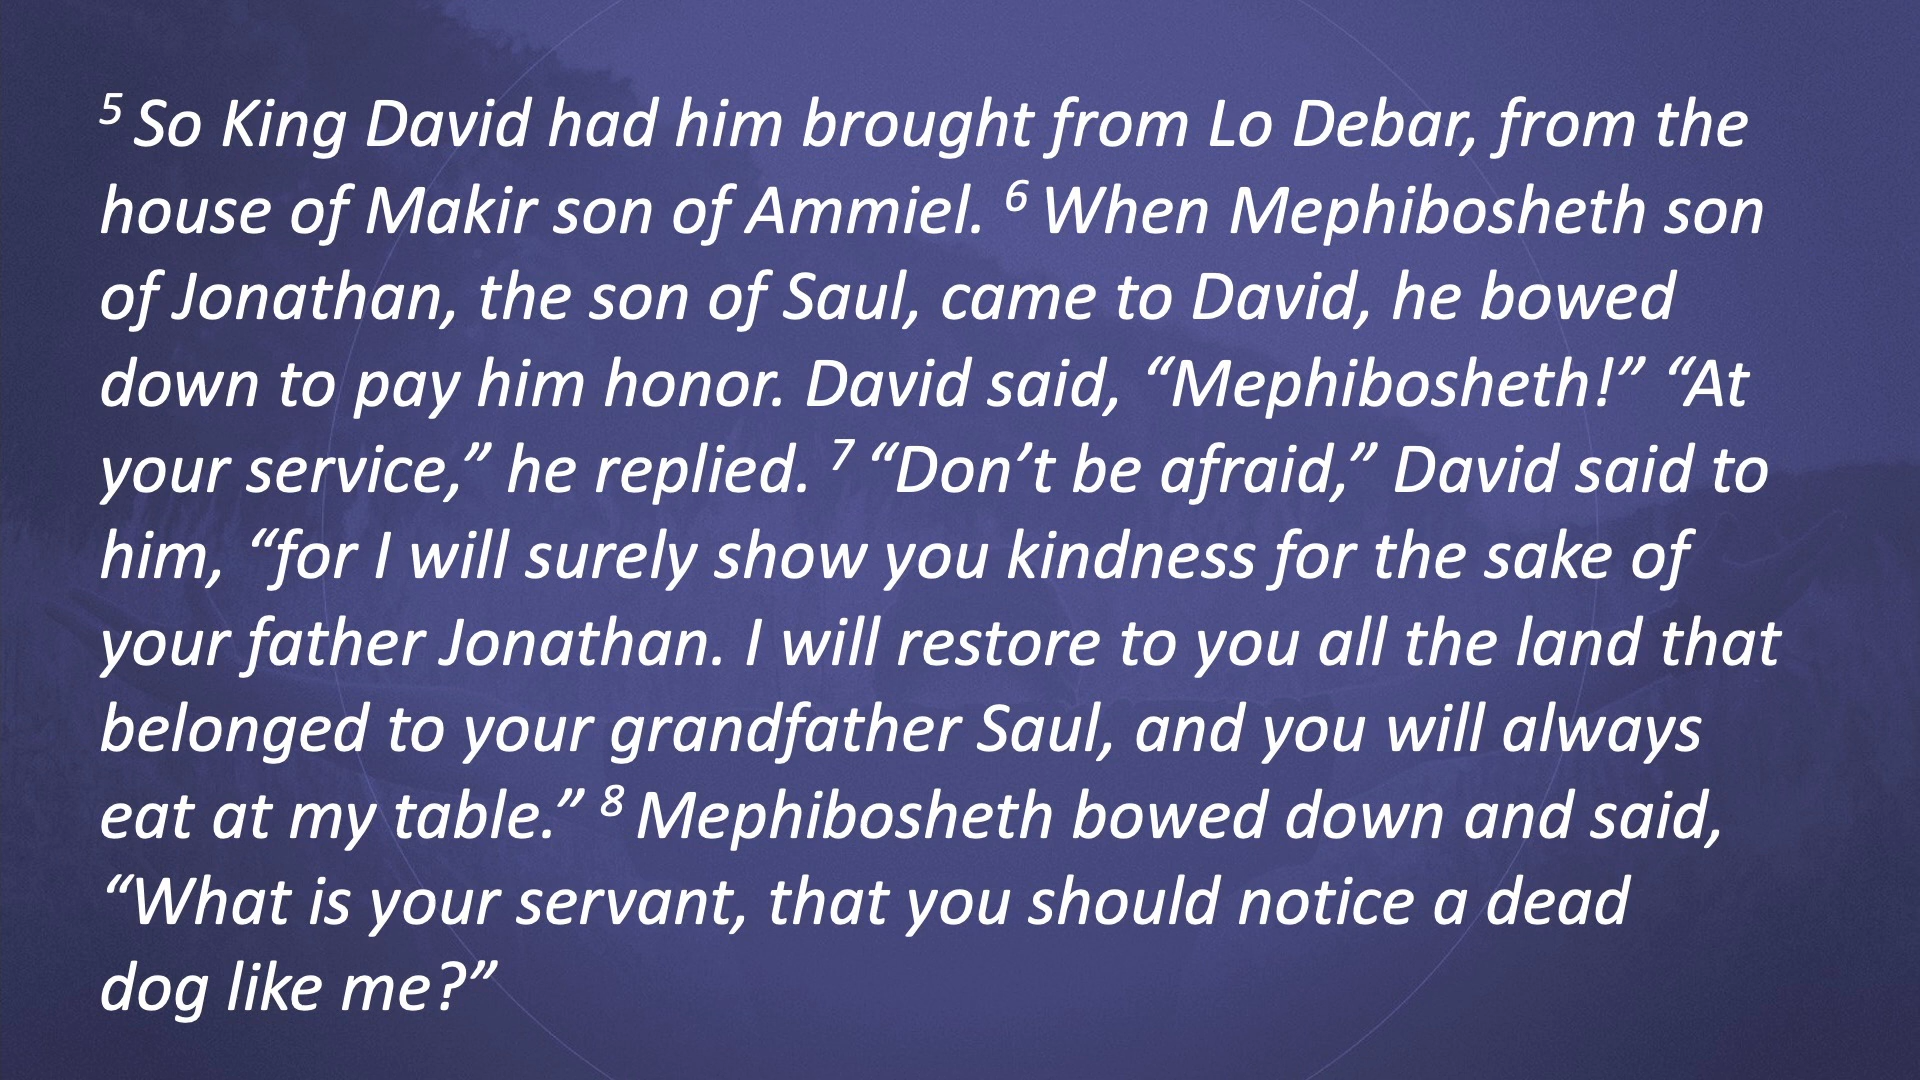 5 So King David had him brought from Lo Debar, from the
house of Makir son of Ammiel. 6 When Mephibosheth son
of Jonathan, the son of Saul, came to David, he bowed
down to pay him honor. David said, “Mephibosheth!” “At
your service,” he replied. 7 “Don’t be afraid,” David said to
him, “for I will surely show you kindness for the sake of
your father Jonathan. I will restore to you all the land that
belonged to your grandfather Saul, and you will always
eat at my table.” 8 Mephibosheth bowed down and said,
“What is your servant, that you should notice a dead
dog like me?”